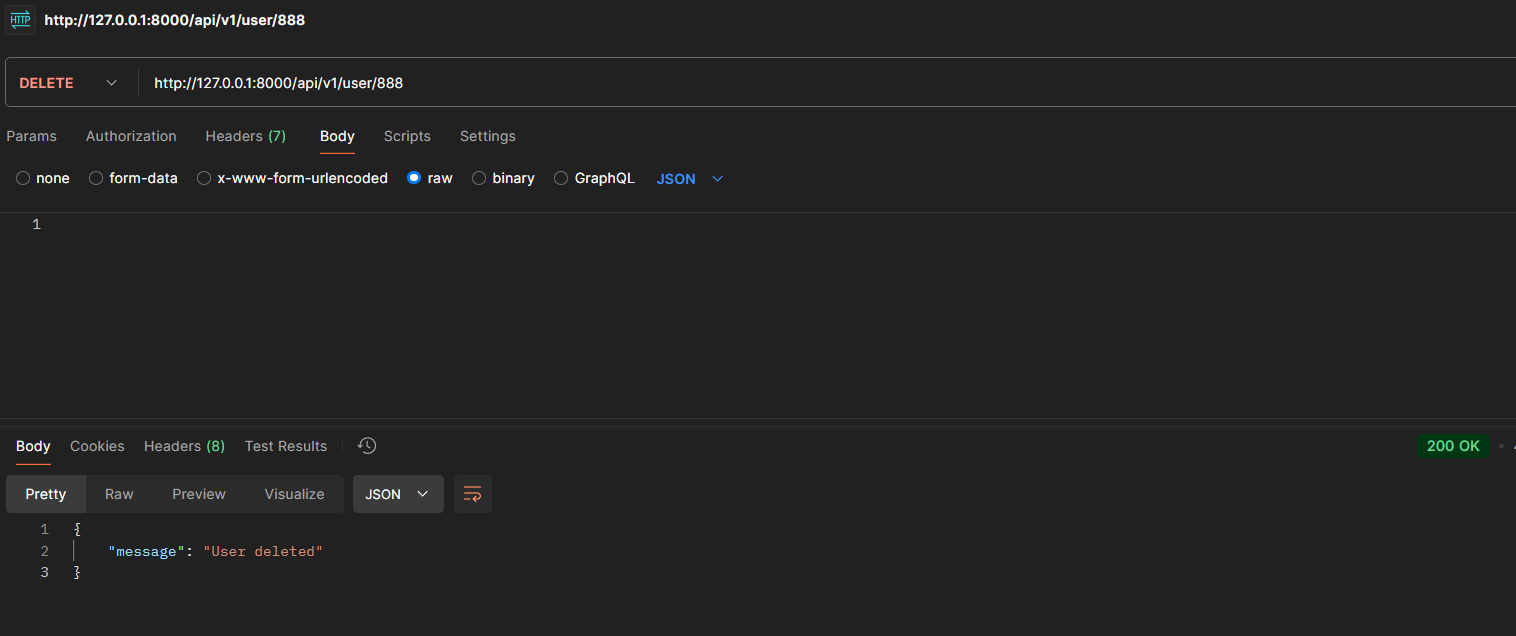 HTTP http://127.0.0.1:8000/api/v1/user/888
DELETE http://127.0.0.1:8000/api/v1/user/888
Params Authorization Headers (7) Body Scripts Settings
none form-data x-www-form-urlencoded raw binary GraphQL JSON
1
Body Cookies Headers (8) Test Results 200 OK
Pretty Raw Preview Visualize JSON
1 {
2 "message": "User deleted"
3 }